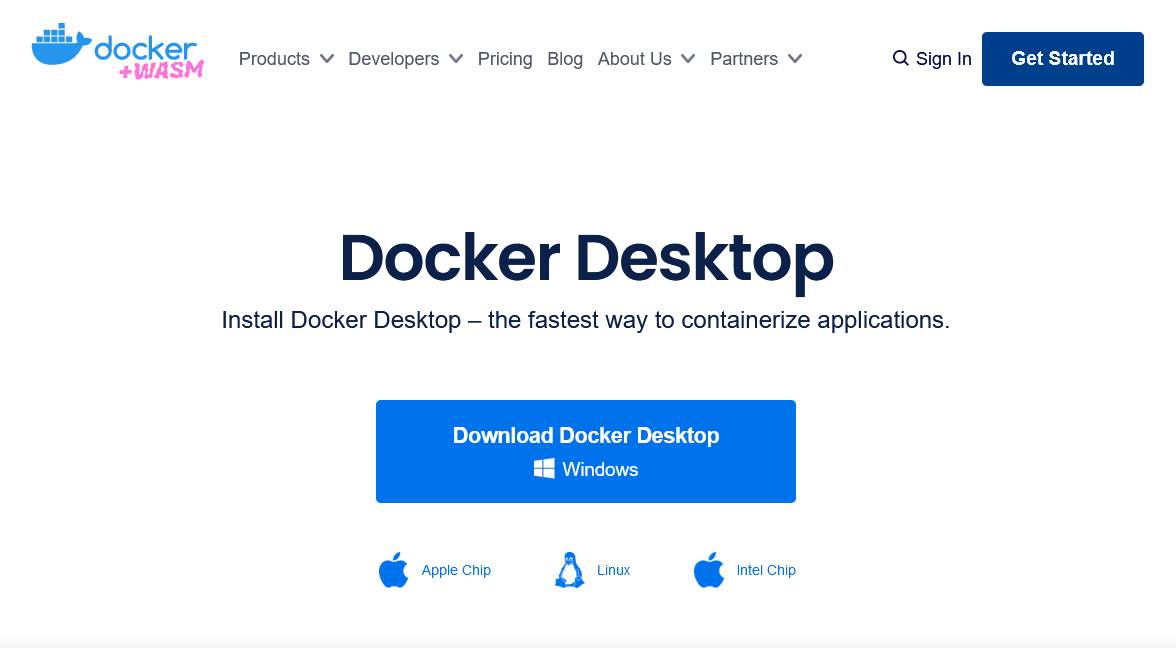 docker
+WASM
Products Developers Pricing Blog About Us Partners Sign In Get Started
Docker Desktop
Install Docker Desktop – the fastest way to containerize applications.
Download Docker Desktop
Windows
Apple Chip Linux Intel Chip